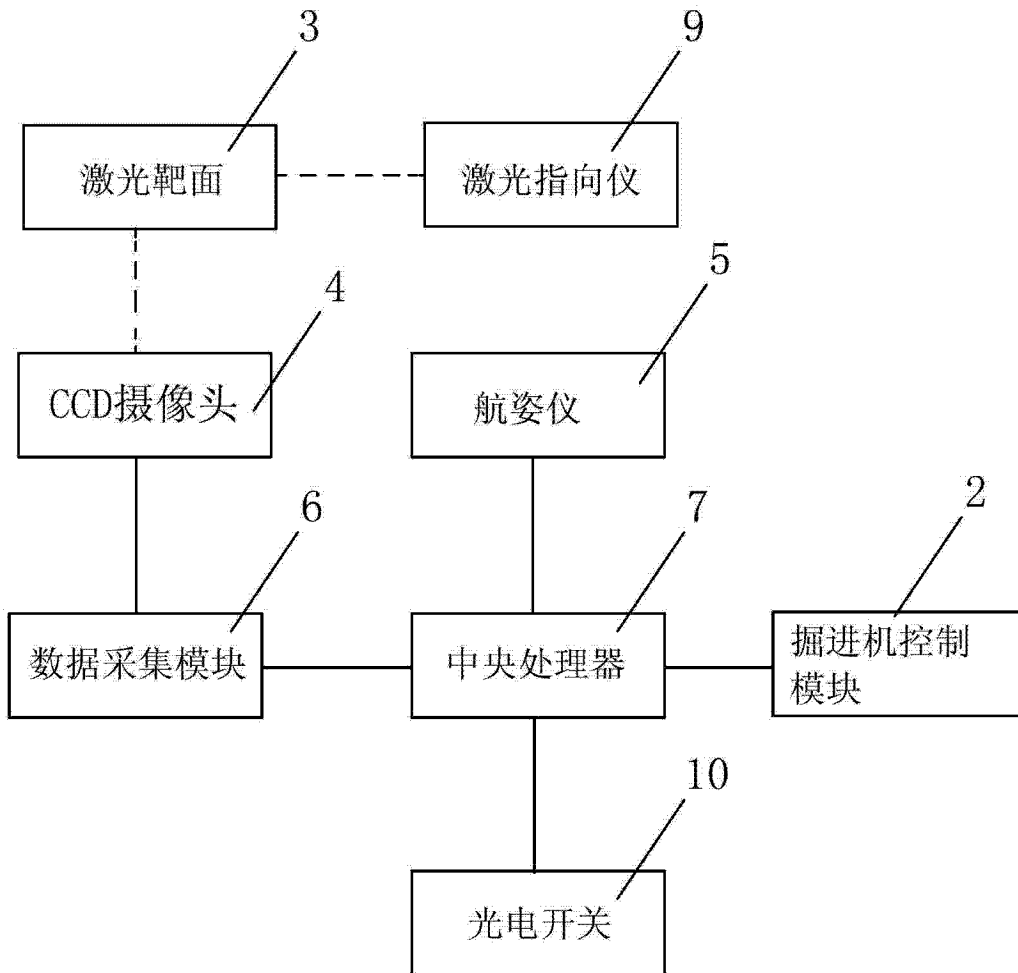 3
9
激光靶面
激光指向仪
4
5
CCD摄像头
航姿仪
6
7
2
数据采集模块
中央处理器
掘进机控制
模块
10
光电开关